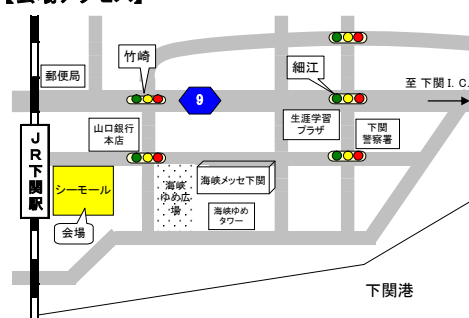 【会場アクセス】
竹崎
細江
郵便局
9
至 下関I.C.
山口銀行
本店
生涯学習
プラザ
下関
警察署
JR下関駅
シーモール
海峡
ゆめ広
場
海峡メッセ下関
海峡ゆめ
タワー
会場
下関港